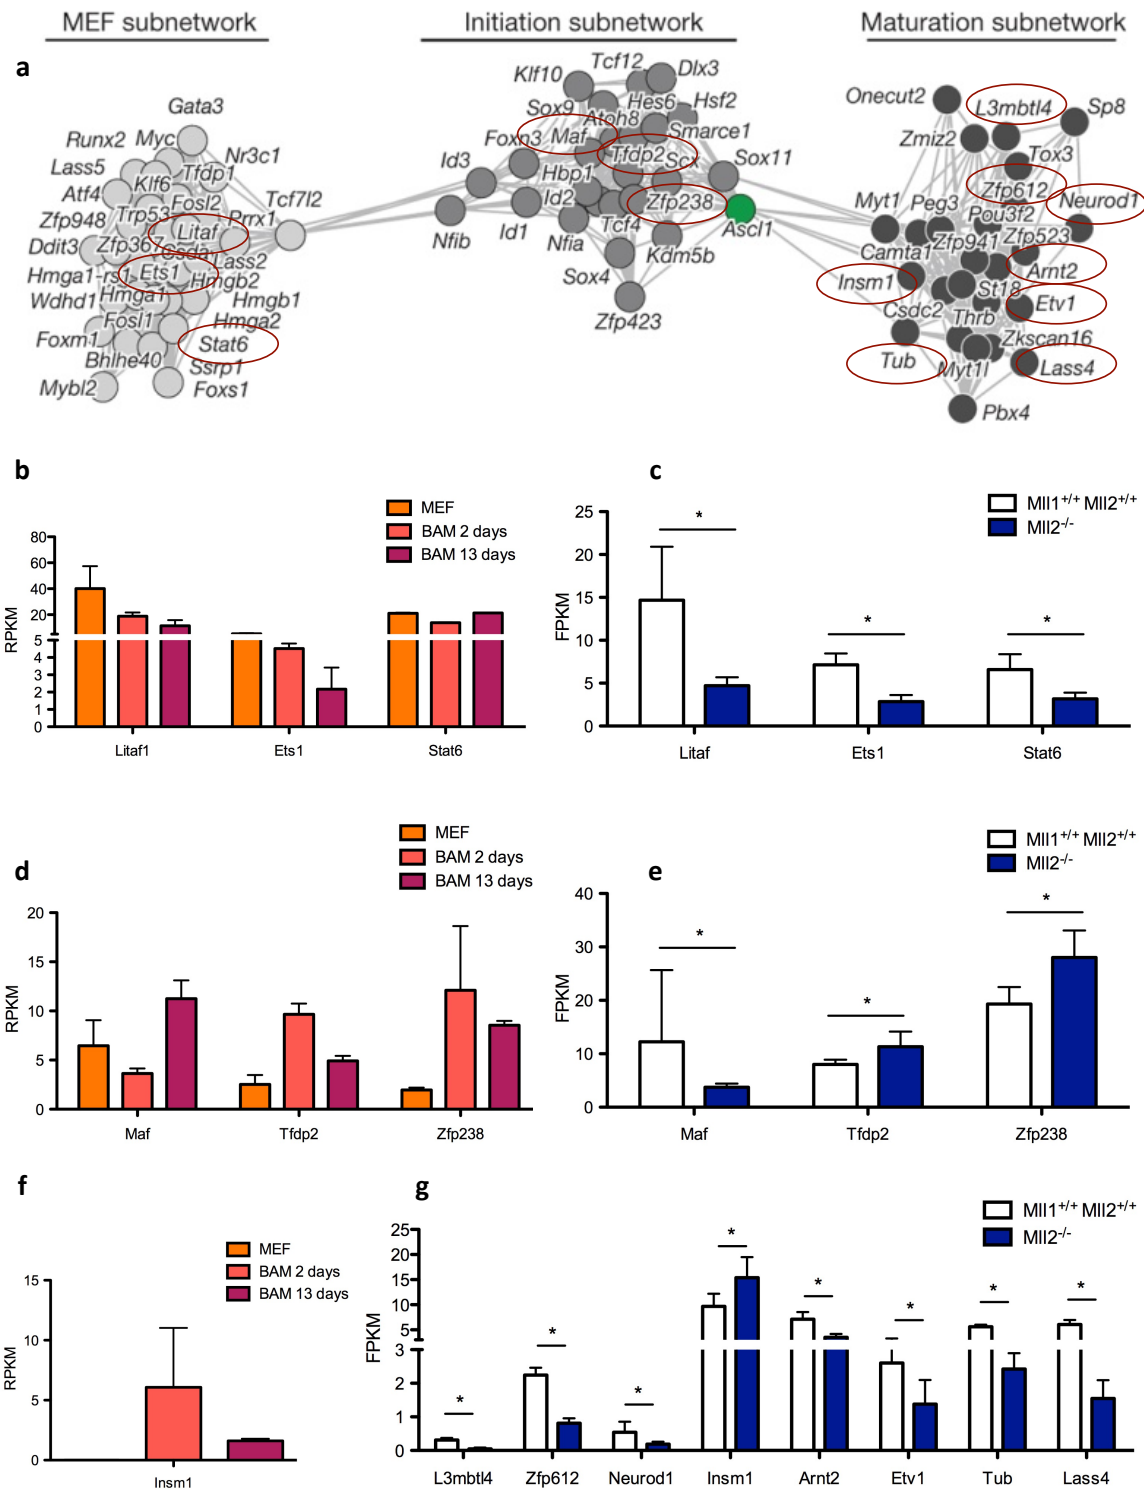 MEF subnetwork
Initiation subnetwork
Maturation subnetwork
a
Gata3
Runx2
Myc
Nr3c1
Lass5
Tfdp1
Klf6
Atf4
Fosl2
Tcf7l2
Trp53
Prrx1
Zfp948
Litaf
Zfp36
Csda
Ddit3
Lass2
Hmga1-rs1
Ets1
Hmgb2
Wdhd1
Hmga1
Hmgb1
Fosl1
Hmga2
Foxm1
Stat6
Bhlhe40
Ssrp1
Mybl2
Foxs1
Tcf12
Klf10
Dlx3
Sox9
Hes6
Hsf2
Atoh8
Foxn3
Maf
Smarce1
Id3
Tfdp2
Scx
Sox11
Hbp1
Id2
Zfp238
Nfib
Id1
Nfia
Tcf4
Ascl1
Kdm5b
Sox4
Zfp423
Onecut2
L3mbtl4
Sp8
Zmiz2
Tox3
Zfp612
Myt1
Peg3
Neurod1
Pou3f2
Zfp941
Zfp523
Camta1
Insm1
Arnt2
St18
Etv1
Csdc2
Thrb
Zkscan16
Tub
Myt1l
Lass4
Pbx4
b
MEF
BAM 2 days
BAM 13 days
RPKM
80
60
40
20
5
4
3
2
1
0
Litaf1
Ets1
Stat6
c
Mll1+/+ Mll2+/+
Mll2-/-
FPKM
25
20
15
10
5
0
*
*
*
Litaf
Ets1
Stat6
d
MEF
BAM 2 days
BAM 13 days
RPKM
20
15
10
5
0
Maf
Tfdp2
Zfp238
e
Mll1+/+ Mll2+/+
Mll2-/-
FPKM
40
30
20
10
0
*
*
*
Maf
Tfdp2
Zfp238
f
MEF
BAM 2 days
BAM 13 days
RPKM
15
10
5
0
Insm1
g
Mll1+/+ Mll2+/+
Mll2-/-
FPKM
25
20
15
10
5
3
2
1
0
*
*
*
*
*
*
*
*
L3mbtl4
Zfp612
Neurod1
Insm1
Arnt2
Etv1
Tub
Lass4